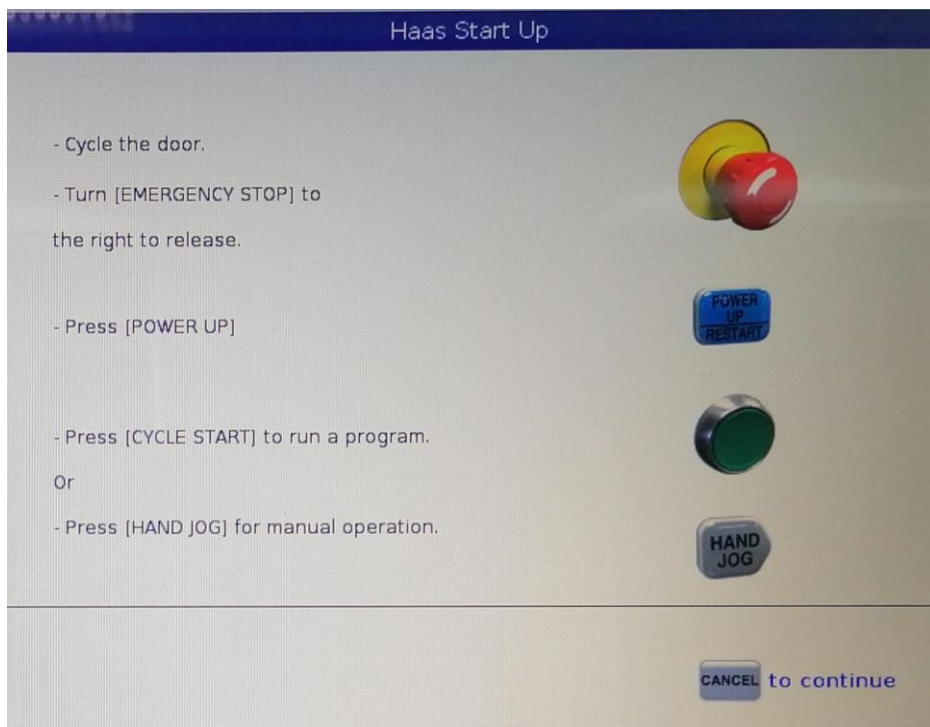 Haas Start Up
- Cycle the door.
- Turn [EMERGENCY STOP] to
the right to release.
- Press [POWER UP]
POWER
UP
RESTART
- Press [CYCLE START] to run a program.
Or
- Press [HAND JOG] for manual operation.
HAND
JOG
CANCEL to continue